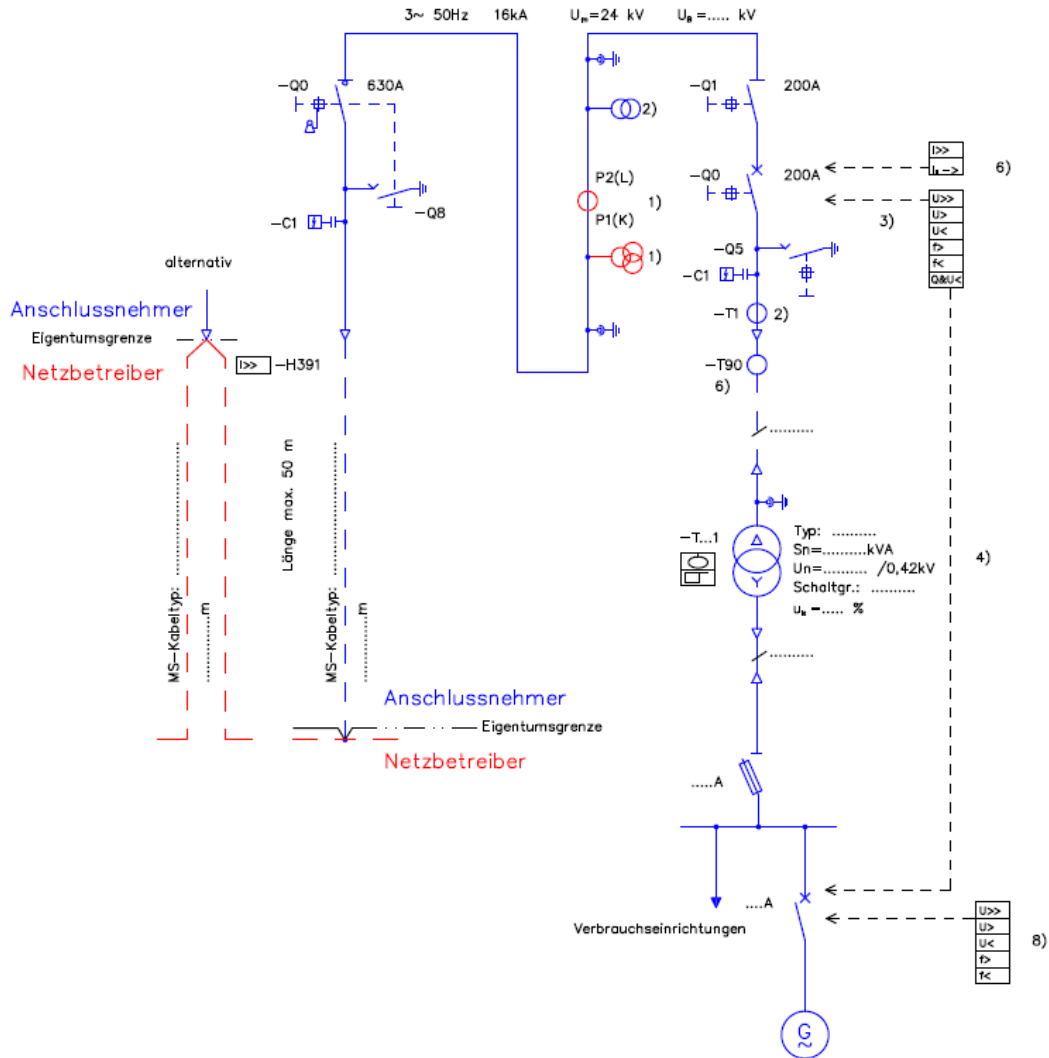 3~ 50Hz 16kA Um=24 kV UB=..... kV
-Q0
630A
-Q8
-C1
alternativ
Anschlussnehmer
Eigentumsgrenze
Netzbetreiber
I>>
-H391
MS-Kabeltyp: ....................
..........m
Länge max. 50 m
MS-Kabeltyp: ....................
..........m
Anschlussnehmer
Eigentumsgrenze
Netzbetreiber
2)
P2(L)
1)
P1(K)
1)
-Q1
200A
-Q0
200A
-Q5
-C1
-T1
2)
-T90
6)
..........
I>>
6)
U>>
U>
U<
f>
f<
Q&U<
3)
4)
-T...1
Typ: ..........
Sn=..........kVA
Un=.......... /0,42kV
Schaltgr.: ..........
uk =..... %
..........
.....A
Verbrauchseinrichtungen
....A
U>>
U>
U<
f>
f<
8)
G
~